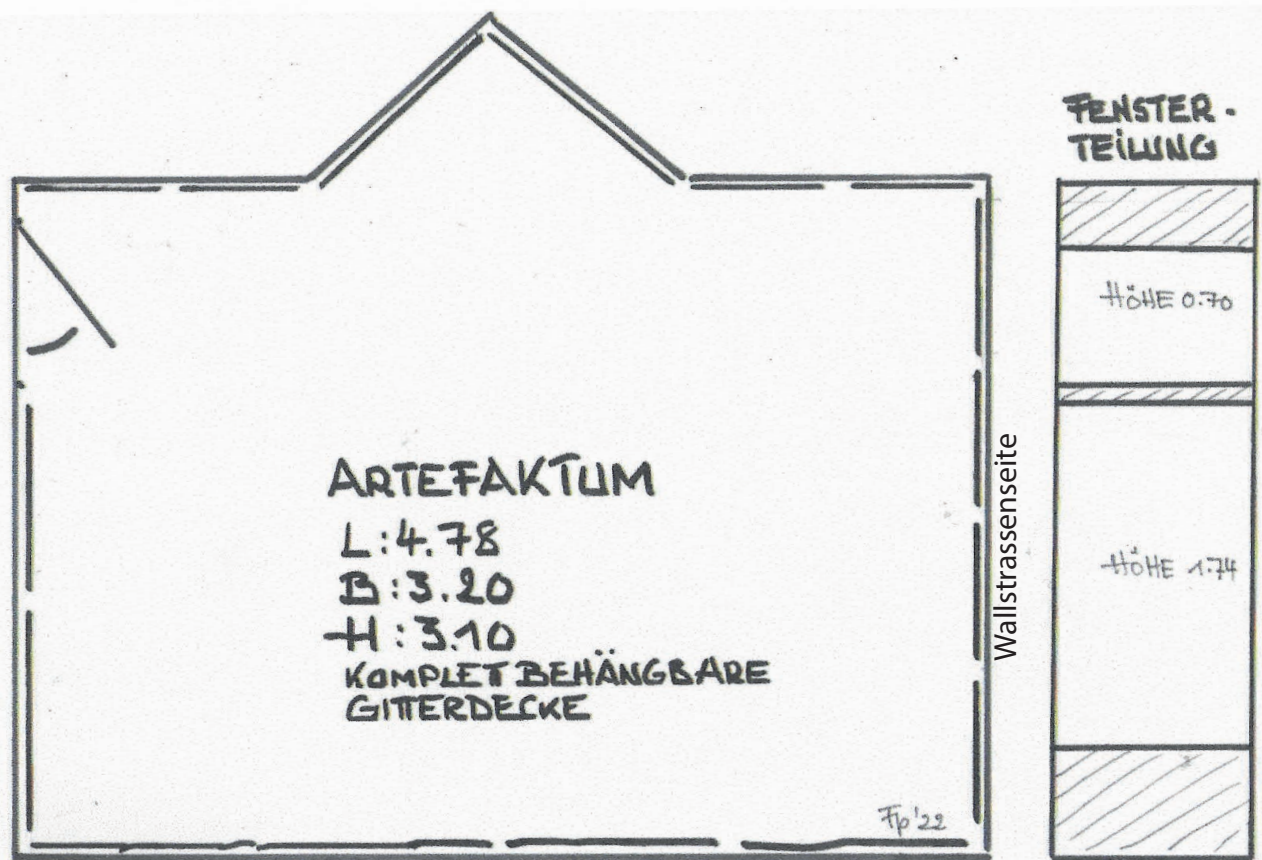 ARTEFAKTUM
L:4.78
B:3.20
H:3.10
KOMPLET BEHÄNGBARE
GITTERDECKE
Fp'22
Wallstrassenseite
FENSTER-
TEILUNG
HÖHE 0.70
HÖHE 1.74